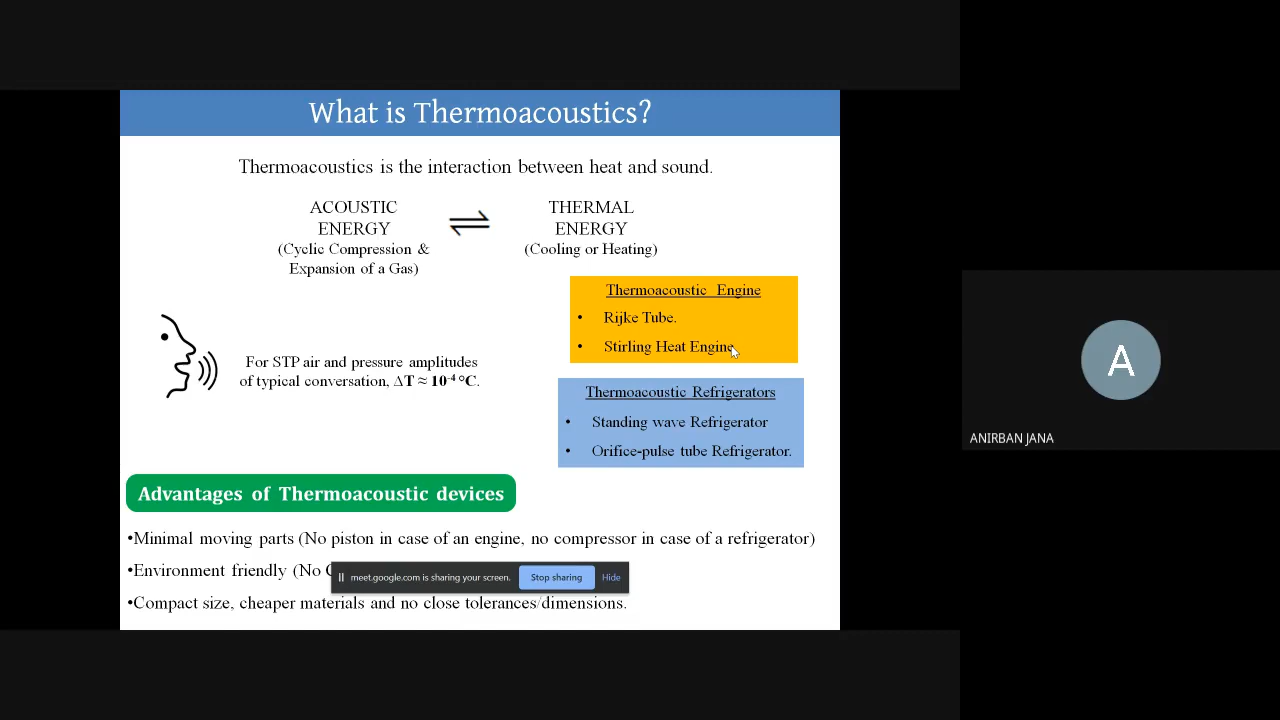 What is Thermoacoustics?
Thermoacoustics is the interaction between heat and sound.
ACOUSTIC
ENERGY
(Cyclic Compression &
Expansion of a Gas)
⇌
THERMAL
ENERGY
(Cooling or Heating)
Thermoacoustic Engine
• Rijke Tube.
• Stirling Heat Engine
For STP air and pressure amplitudes
of typical conversation, ΔT ≈ 10⁻⁴ °C.
Thermoacoustic Refrigerators
• Standing wave Refrigerator
• Orifice-pulse tube Refrigerator.
Advantages of Thermoacoustic devices
•Minimal moving parts (No piston in case of an engine, no compressor in case of a refrigerator)
•Environment friendly (No
meet.google.com is sharing your screen. Stop sharing Hide
•Compact size, cheaper materials and no close tolerances/dimensions.
A
ANIRBAN JANA